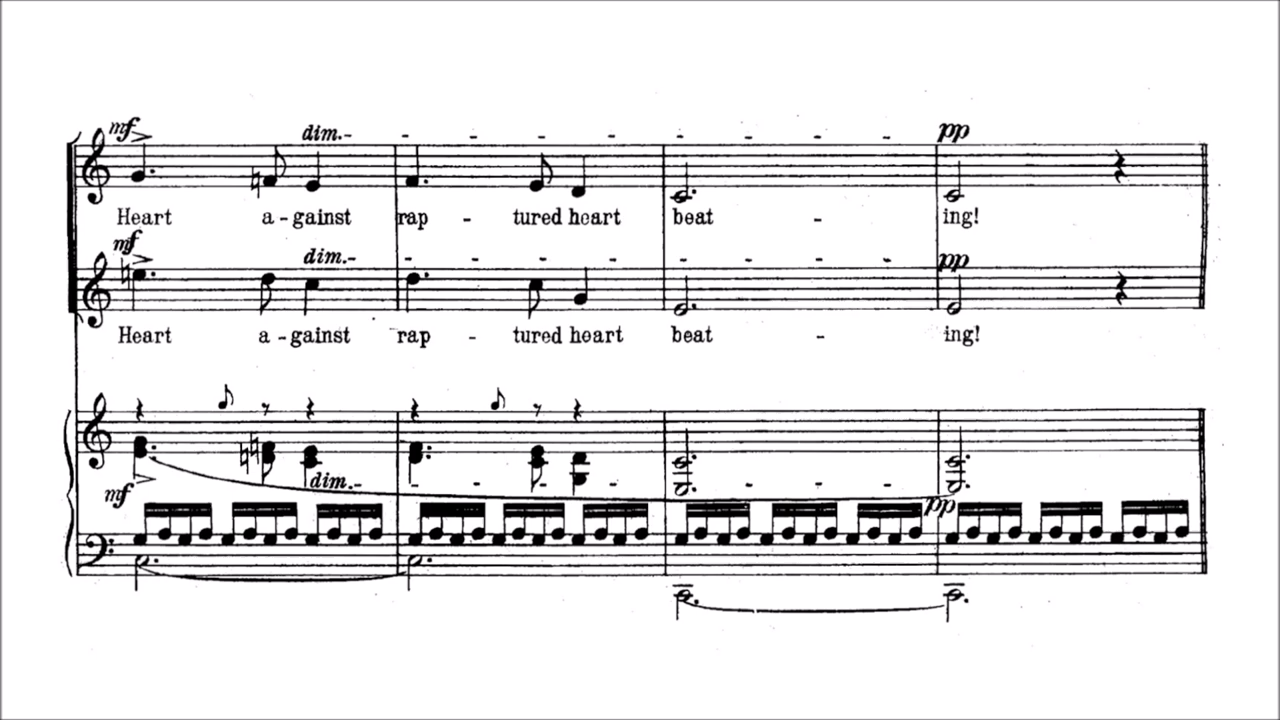 mf dim.- - - - - - - - - pp
Heart a - gainst rap - tured heart beat - ing!
mf dim.- - - - - - - - - pp
Heart a - gainst rap - tured heart beat - ing!
mf dim.- - - - - - - - pp